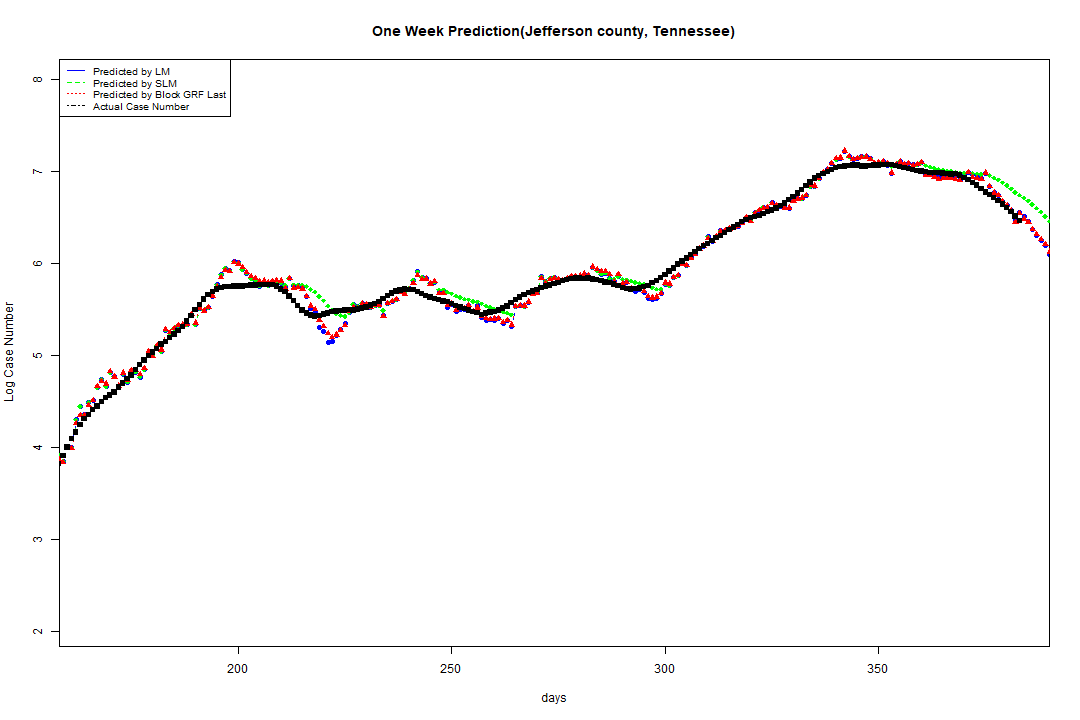 One Week Prediction(Jefferson county, Tennessee)
Predicted by LM
Predicted by SLM
Predicted by Block GRF Last
Actual Case Number
8
7
6
5
4
3
2
Log Case Number
200 250 300 350
days